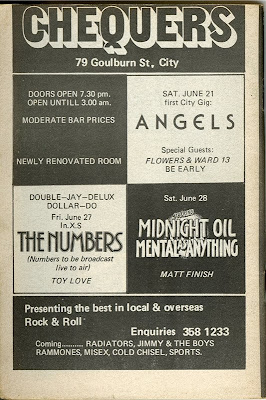 CHEQUERS
79 Goulburn St, City
DOORS OPEN 7.30 pm.
OPEN UNTILL 3.00 am.
MODERATE BAR PRICES
NEWLY RENOVATED ROOM
SAT. JUNE 21
first City Gig:
ANGELS
Special Guests:
FLOWERS & WARD 13
BE EARLY
DOUBLE-JAY-DELUX
DOLLAR-DO
Fri. June 27
In.X.S
THE NUMBERS
(Numbers to be broadcast
live to air)
TOY LOVE
Sat. June 28
MIDNIGHT OIL
MENTAL AS ANYTHING
MATT FINISH
Presenting the best in local & overseas
Rock & Roll
Enquiries 358 1233
Coming.......... RADIATORS, JIMMY & THE BOYS
RAMMONES, MISEX, COLD CHISEL, SPORTS.